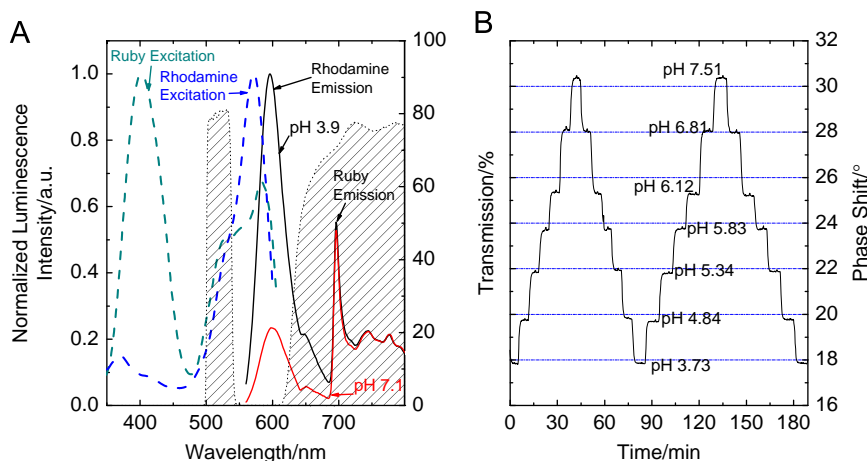 A
Normalized Luminescence
Intensity/a.u.
1.0
0.8
0.6
0.4
0.2
0.0
Ruby Excitation
Rhodamine
Excitation
Rhodamine
Emission
pH 3.9
Ruby
Emission
pH 7.1
100
80
60
40
20
0
Transmission/%
400
500
600
700
Wavelength/nm
B
pH 7.51
pH 6.81
pH 6.12
pH 5.83
pH 5.34
pH 4.84
pH 3.73
32
30
28
26
24
22
20
18
16
Phase Shift/°
0
30
60
90
120
150
180
Time/min